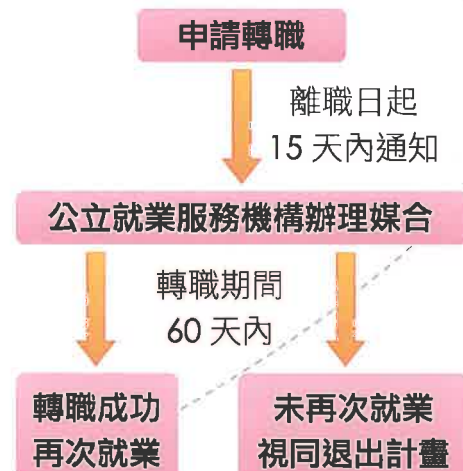 申請轉職
離職日起
15 天內通知
公立就業服務機構辦理媒合
轉職期間
60 天內
轉職成功
再次就業
未再次就業
視同退出計畫